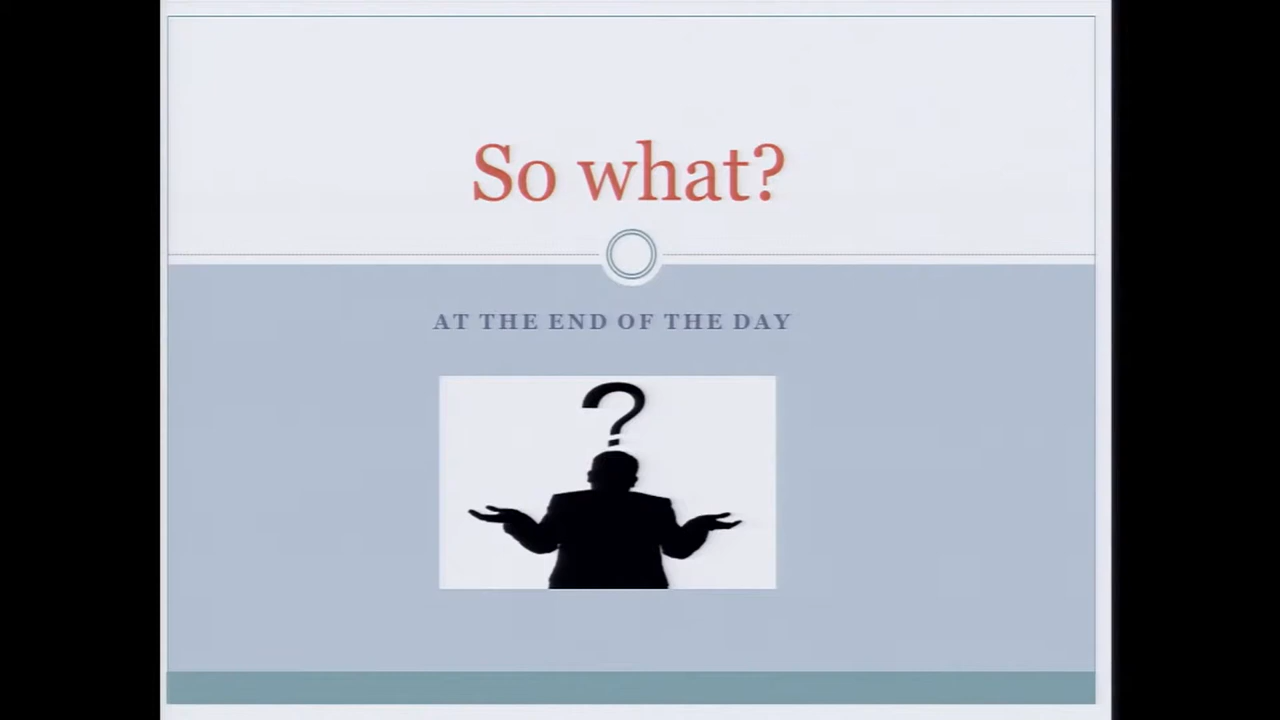 So what?
AT THE END OF THE DAY
?